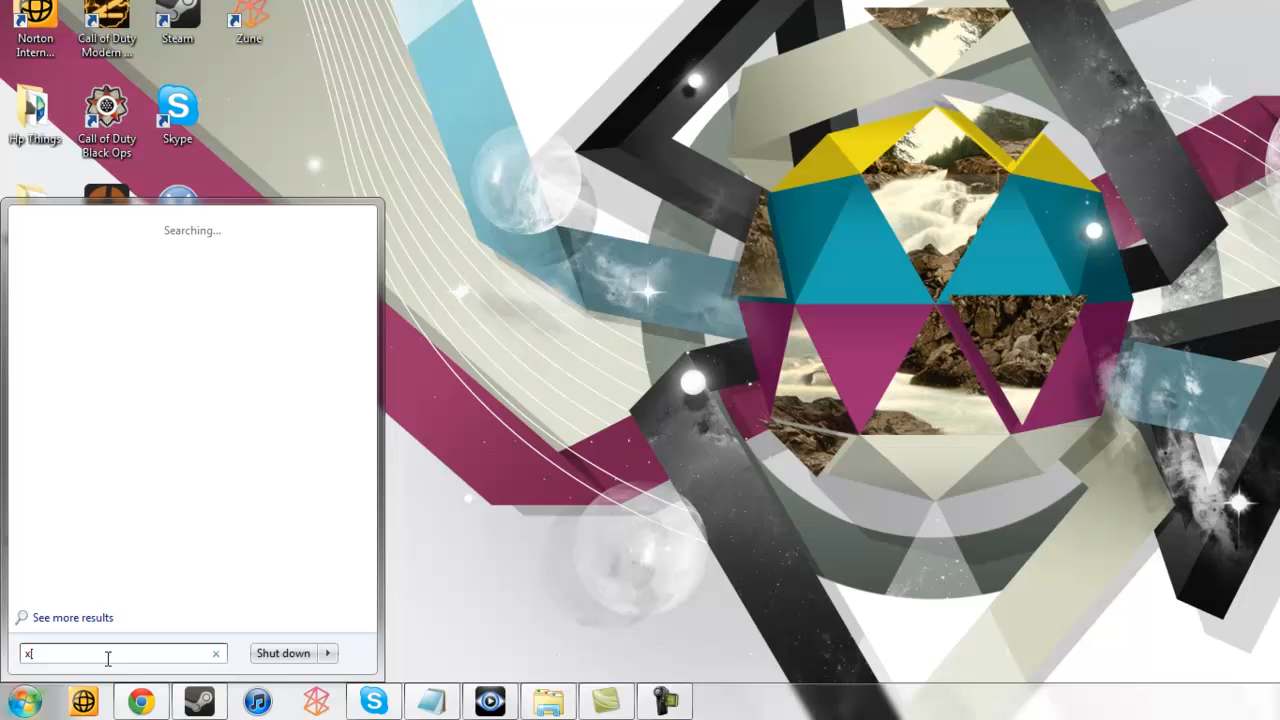 Norton
Intern...
Call of Duty
Modern ...
Steam
Zune
Hp Things
Call of Duty
Black Ops
Skype
Searching...
See more results
x[
Shut down